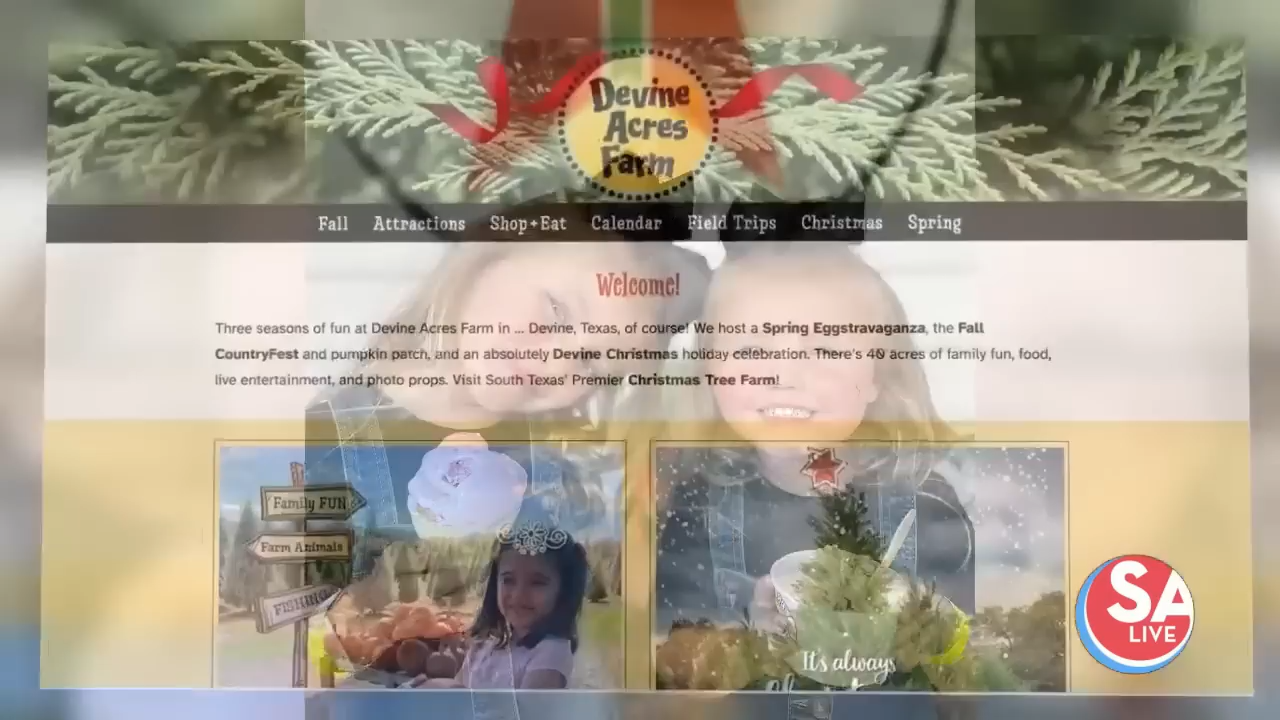 Devine
Acres
Farm
Fall Attractions Shop+Eat Calendar Field Trips Christmas Spring
Welcome!
Three seasons of fun at Devine Acres Farm in ... Devine, Texas, of course! We host a Spring Eggstravaganza, the Fall
CountryFest and pumpkin patch, and an absolutely Devine Christmas holiday celebration. There's 40 acres of family fun, food,
live entertainment, and photo props. Visit South Texas' Premier Christmas Tree Farm!
Family FUN
Farm Animals
FISHING
It's always
SA
LIVE